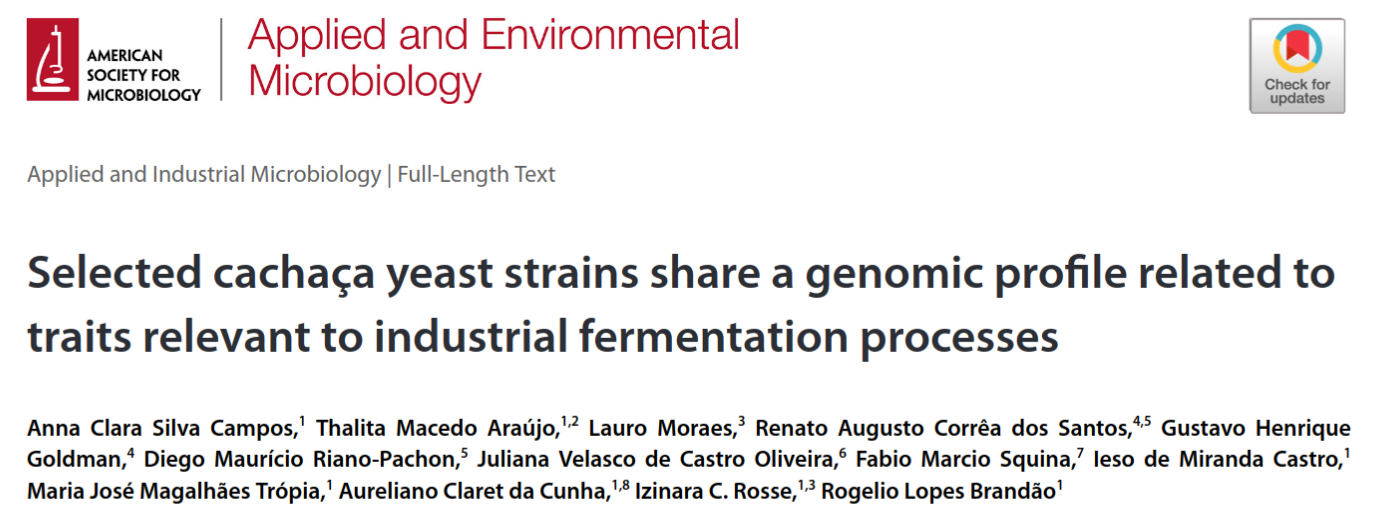 AMERICAN
SOCIETY FOR
MICROBIOLOGY
Applied and Environmental
Microbiology
Check for
updates
Applied and Industrial Microbiology | Full-Length Text
Selected cachaça yeast strains share a genomic profile related to
traits relevant to industrial fermentation processes
Anna Clara Silva Campos,1 Thalita Macedo Araújo,1,2 Lauro Moraes,3 Renato Augusto Corrêa dos Santos,4,5 Gustavo Henrique
Goldman,4 Diego Maurício Riano-Pachon,5 Juliana Velasco de Castro Oliveira,6 Fabio Marcio Squina,7 Ieso de Miranda Castro,1
Maria José Magalhães Trópia,1 Aureliano Claret da Cunha,1,8 Izinara C. Rosse,1,3 Rogelio Lopes Brandão1